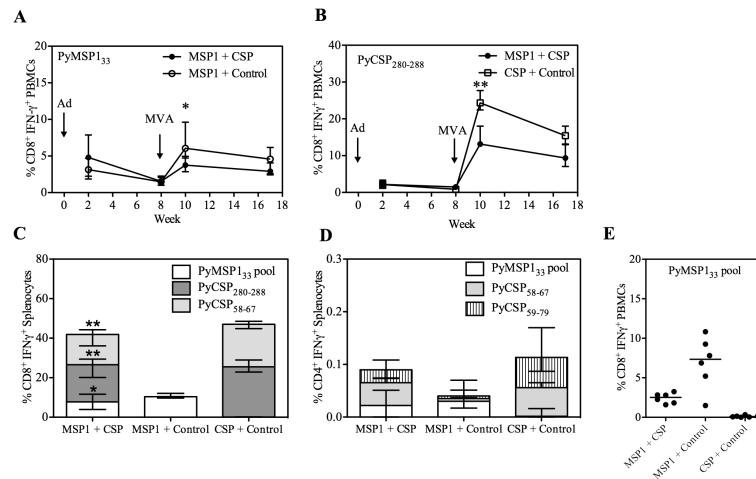 A
PyMSP1₃₃
MSP1 + CSP
MSP1 + Control
% CD8⁺ IFN-γ⁺ PBMCs
20
15
10
5
0
Ad
MVA
*
0 2 4 6 8 10 12 14 16 18
Week
B
PyCSP₂₈₀₋₂₈₈
MSP1 + CSP
CSP + Control
% CD8⁺ IFNγ⁺ PBMCs
40
30
20
10
0
Ad
MVA
**
0 2 4 6 8 10 12 14 16 18
Week
C
PyMSP1₃₃ pool
PyCSP₂₈₀₋₂₈₈
PyCSP₅₈₋₆₇
% CD8⁺ IFNγ⁺ Splenocytes
80
60
40
20
0
**
**
*
MSP1 + CSP MSP1 + Control CSP + Control
D
PyMSP1₃₃ pool
PyCSP₅₈₋₆₇
PyCSP₅₉₋₇₉
% CD4⁺ IFNγ⁺ Splenocytes
0.3
0.2
0.1
0.0
MSP1 + CSP MSP1 + Control CSP + Control
E
PyMSP1₃₃ pool
% CD8⁺ IFNγ⁺ PBMCs
20
15
10
5
0
MSP1 + CSP
MSP1 + Control
CSP + Control